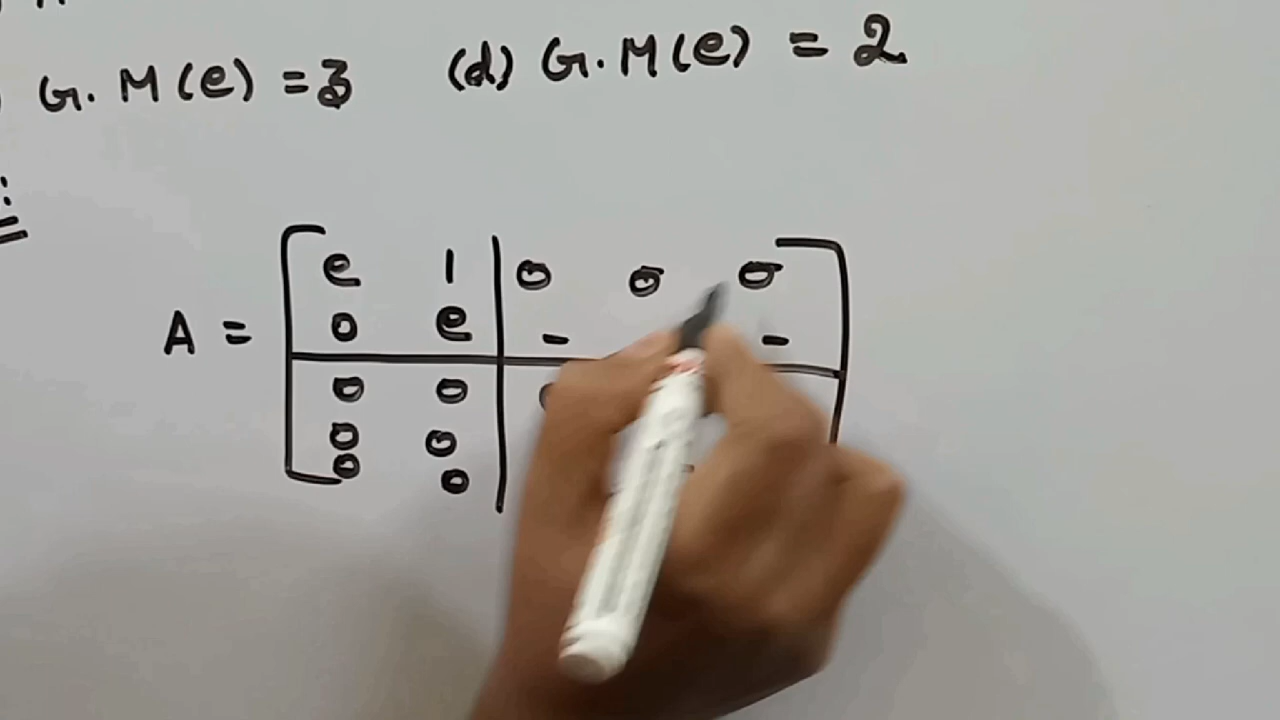 G.M(e) = 3 (d) G.M(e) = 2
:
A = [ e 1 | 0 0 0 ]
0 e | - -
0 0 |
0 0 |
0 0 |